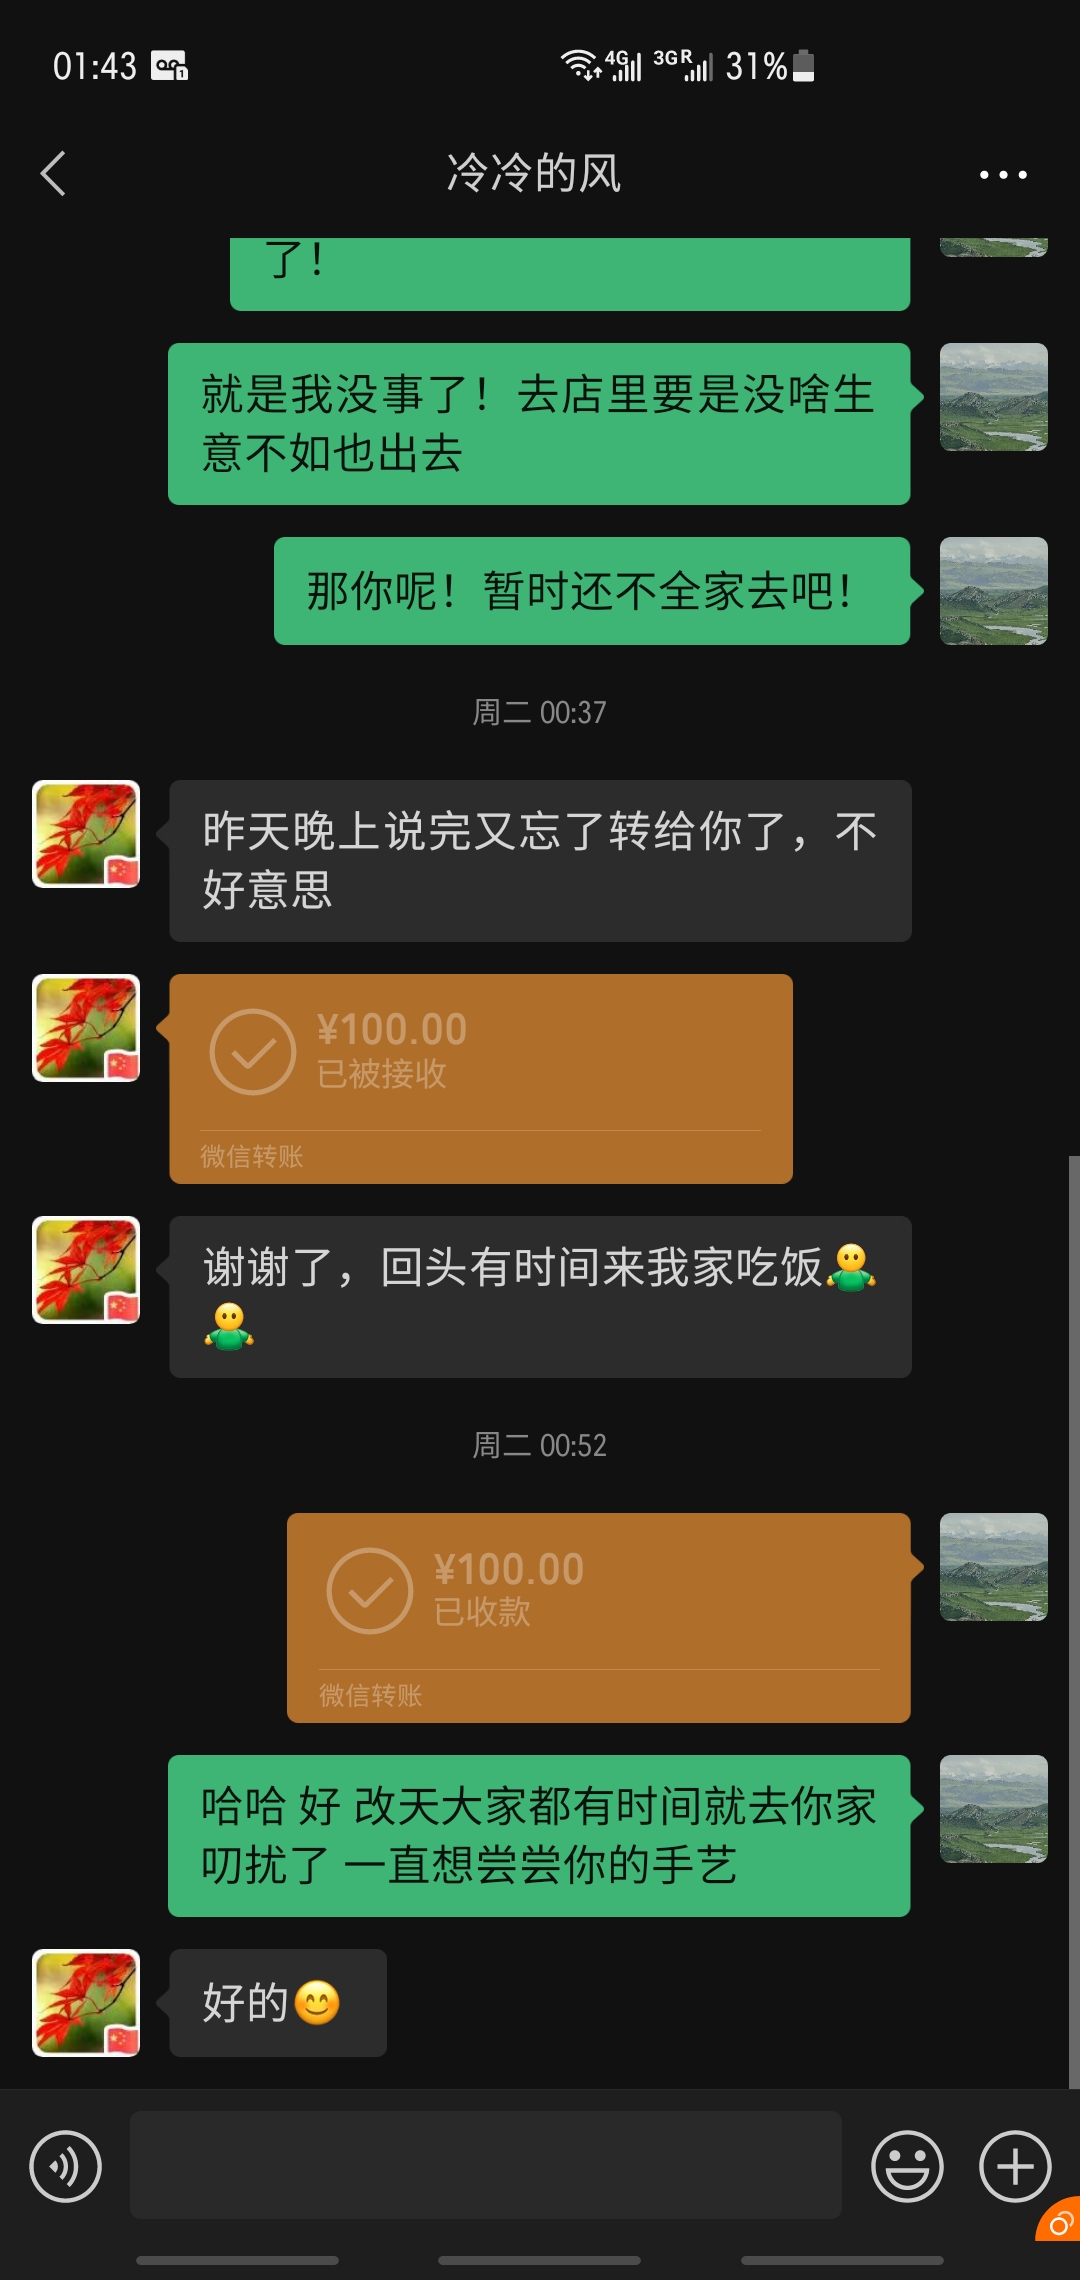 01:43
4G 3G R 31%
冷冷的风
了！
就是我没事了！去店里要是没啥生
意不如也出去
那你呢！暂时还不全家去吧！
周二 00:37
昨天晚上说完又忘了转给你了，不
好意思
¥100.00
已被接收
微信转账
谢谢了，回头有时间来我家吃饭
周二 00:52
¥100.00
已收款
微信转账
哈哈 好 改天大家都有时间就去你家
叨扰了 一直想尝尝你的手艺
好的😊